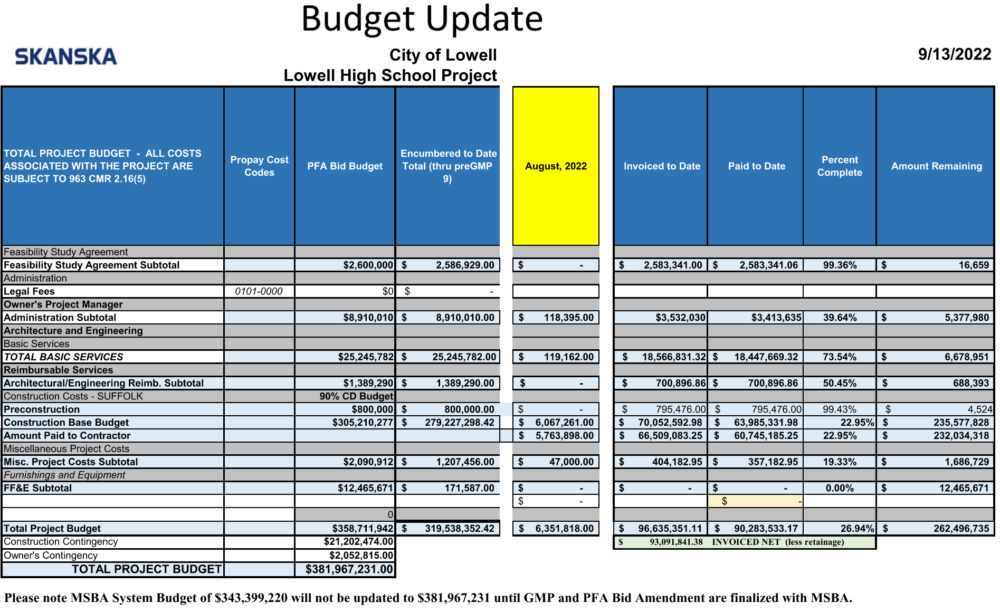 Budget Update
SKANSKA
City of Lowell
9/13/2022
Lowell High School Project
TOTAL PROJECT BUDGET - ALL COSTS
ASSOCIATED WITH THE PROJECT ARE
SUBJECT TO 963 CMR 2.16(5)
Propay Cost
Codes
PFA Bid Budget
Encumbered to Date
Total (thru preGMP
9)
August, 2022
Invoiced to Date
Paid to Date
Percent
Complete
Amount Remaining
Feasibility Study Agreement
Feasibility Study Agreement Subtotal $2,600,000 $ 2,586,929.00 $ - $ 2,583,341.00 $ 2,583,341.06 99.36% $ 16,659
Administration
Legal Fees 0101-0000 $0 $ -
Owner's Project Manager
Administration Subtotal $8,910,010 $ 8,910,010.00 $ 118,395.00 $3,532,030 $3,413,635 39.64% $ 5,377,980
Architecture and Engineering
Basic Services
TOTAL BASIC SERVICES $25,245,782 $ 25,245,782.00 $ 119,162.00 $ 18,566,831.32 $ 18,447,669.32 73.54% $ 6,678,951
Reimbursable Services
Architectural/Engineering Reimb. Subtotal $1,389,290 $ 1,389,290.00 $ - $ 700,896.86 $ 700,896.86 50.45% $ 688,393
Construction Costs - SUFFOLK 90% CD Budget
Preconstruction $800,000 $ 800,000.00 $ - $ 795,476.00 $ 795,476.00 99.43% $ 4,524
Construction Base Budget $305,210,277 $ 279,227,298.42 $ 6,067,261.00 $ 70,052,592.98 $ 63,985,331.98 22.95% $ 235,577,828
Amount Paid to Contractor $ 5,763,898.00 $ 66,509,083.25 $ 60,745,185.25 22.95% $ 232,034,318
Miscellaneous Project Costs
Misc. Project Costs Subtotal $2,090,912 $ 1,207,456.00 $ 47,000.00 $ 404,182.95 $ 357,182.95 19.33% $ 1,686,729
Furnishings and Equipment
FF&E Subtotal $12,465,671 $ 171,587.00 $ - $ - $ - 0.00% $ 12,465,671
$ - $ -
0
Total Project Budget $358,711,942 $ 319,538,352.42 $ 6,351,818.00 $ 96,635,351.11 $ 90,283,533.17 26.94% $ 262,496,735
Construction Contingency $21,202,474.00 $ 93,091,841.38 INVOICED NET (less retainage)
Owner's Contingency $2,052,815.00
TOTAL PROJECT BUDGET $381,967,231.00
Please note MSBA System Budget of $343,399,220 will not be updated to $381,967,231 until GMP and PFA Bid Amendment are finalized with MSBA.